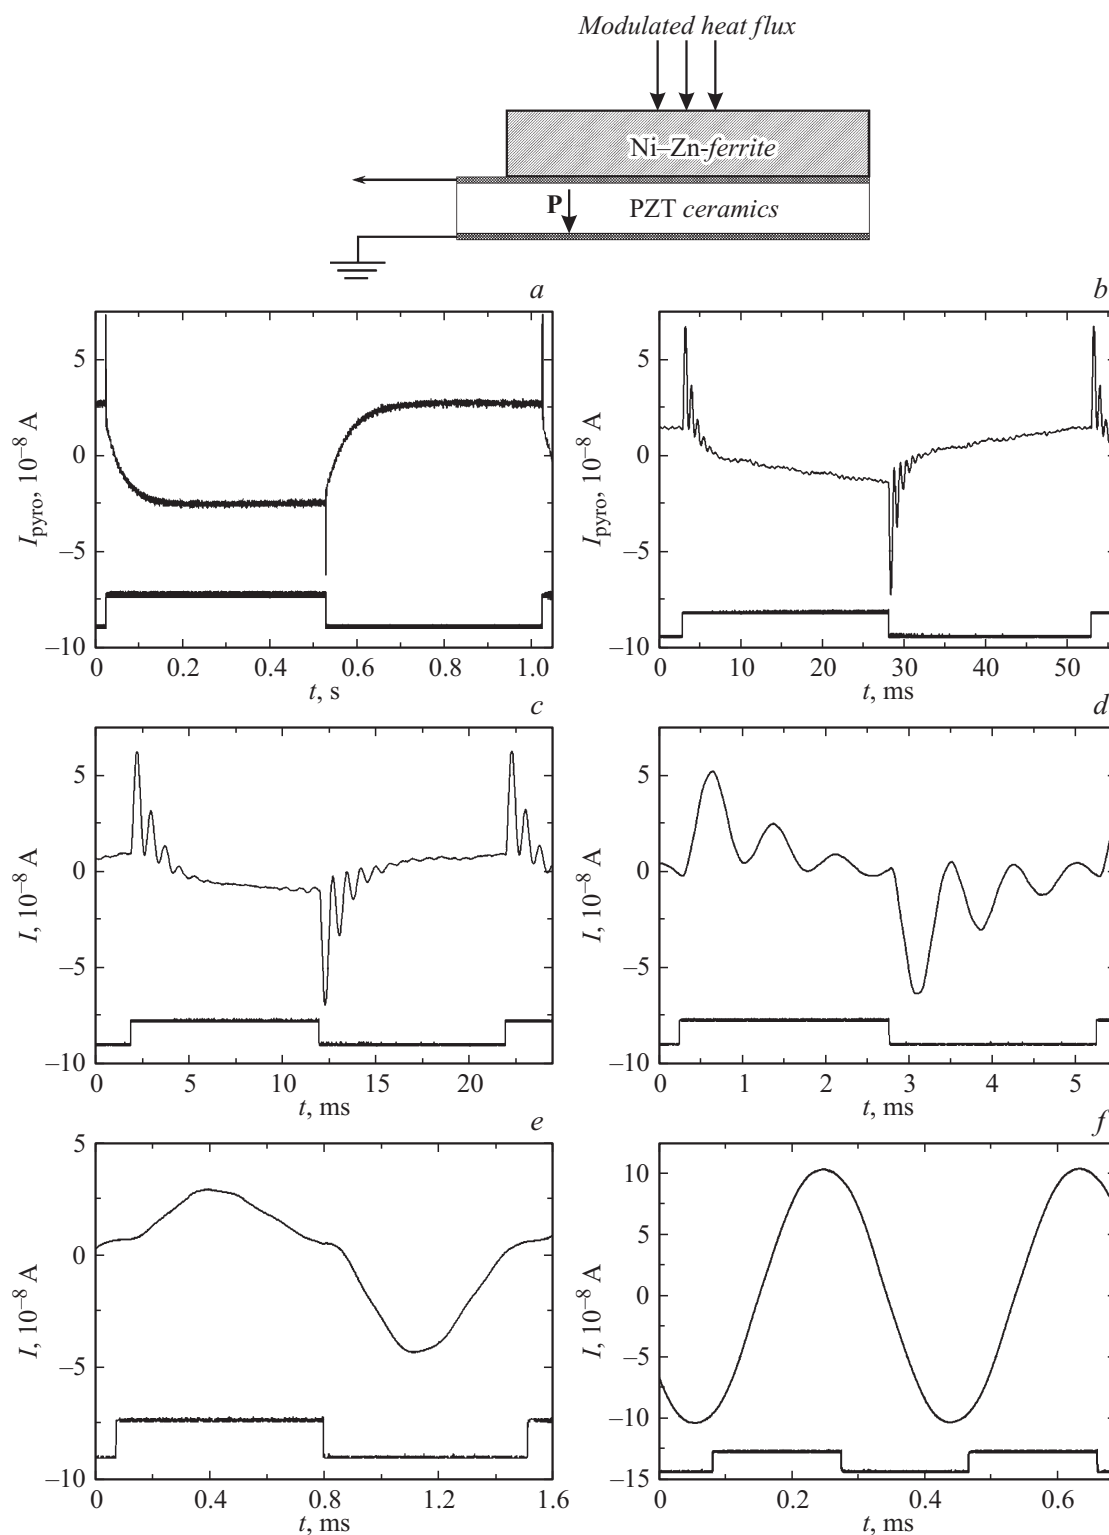 Modulated heat flux
Ni–Zn-ferrite
P
PZT ceramics
a
5
0
–5
–10
I_pyro, 10^–8 A
0 0.2 0.4 0.6 0.8 1.0
t, s
b
5
0
–5
–10
I_pyro, 10^–8 A
0 10 20 30 40 50
t, ms
c
5
0
–5
–10
I, 10^–8 A
0 5 10 15 20
t, ms
d
5
0
–5
–10
I, 10^–8 A
0 1 2 3 4 5
t, ms
e
5
0
–5
–10
I, 10^–8 A
0 0.4 0.8 1.2 1.6
t, ms
f
10
5
0
–5
–10
–15
I, 10^–8 A
0 0.2 0.4 0.6
t, ms